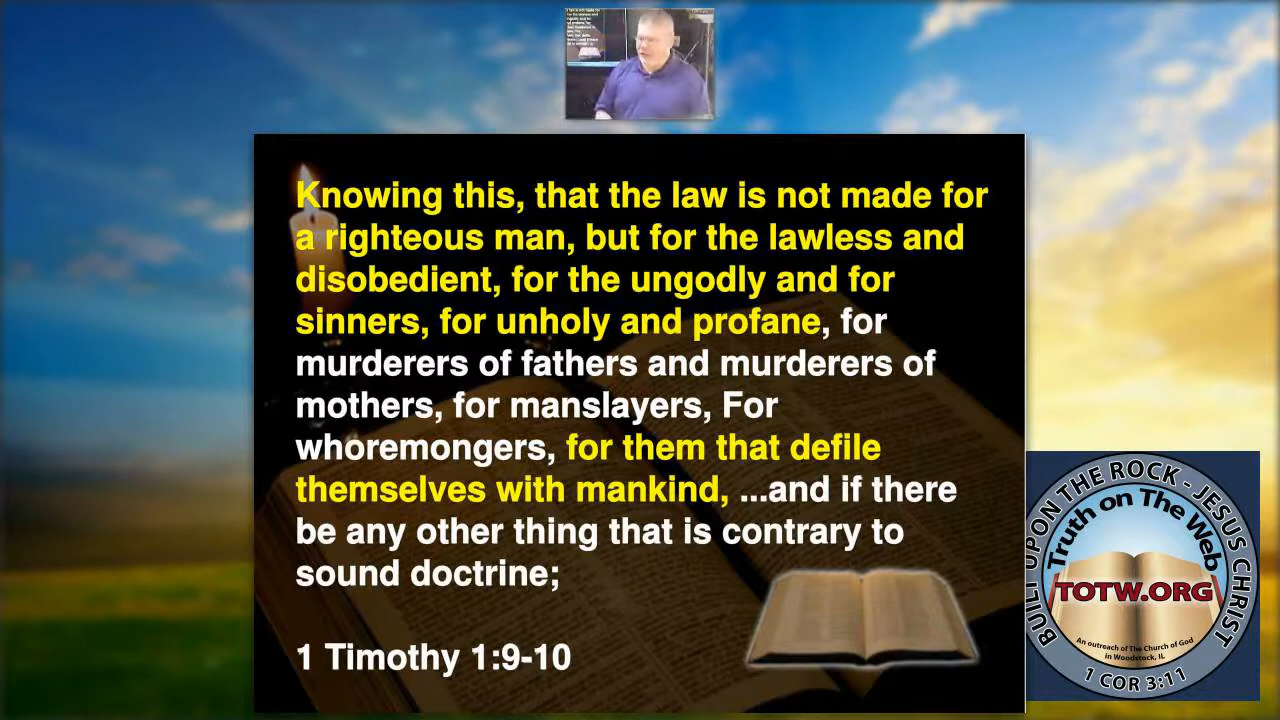 Knowing this, that the law is not made for
a righteous man, but for the lawless and
disobedient, for the ungodly and for
sinners, for unholy and profane, for
murderers of fathers and murderers of
mothers, for manslayers, For
whoremongers, for them that defile
themselves with mankind, ...and if there
be any other thing that is contrary to
sound doctrine;
1 Timothy 1:9-10
BUILT UPON THE ROCK - JESUS CHRIST
Truth on The Web
TOTW.ORG
An outreach of The Church of God
in Woodstock, IL
1 COR 3:11